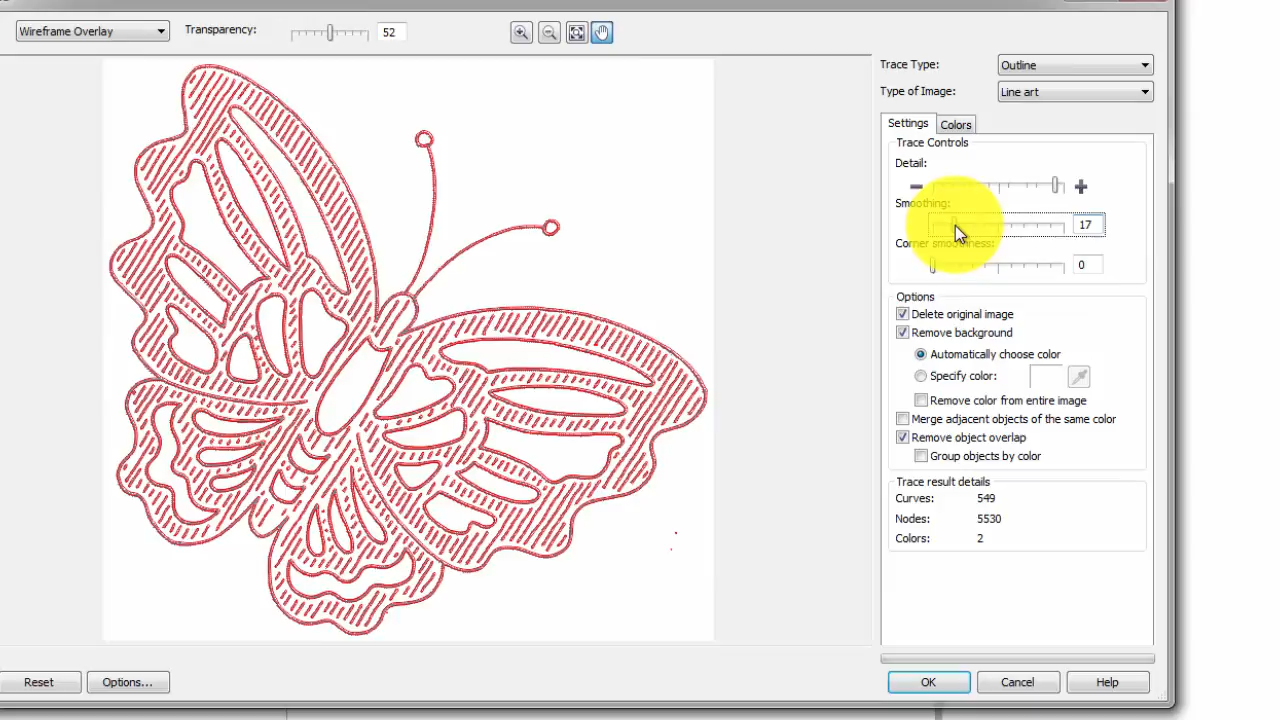 Wireframe Overlay
Transparency:
52
Trace Type:
Outline
Type of Image:
Line art
Settings
Colors
Trace Controls
Detail:
Smoothing:
17
Corner smoothness:
0
Options
Delete original image
Remove background
Automatically choose color
Specify color:
Remove color from entire image
Merge adjacent objects of the same color
Remove object overlap
Group objects by color
Trace result details
Curves: 549
Nodes: 5530
Colors: 2
Reset
Options...
OK
Cancel
Help